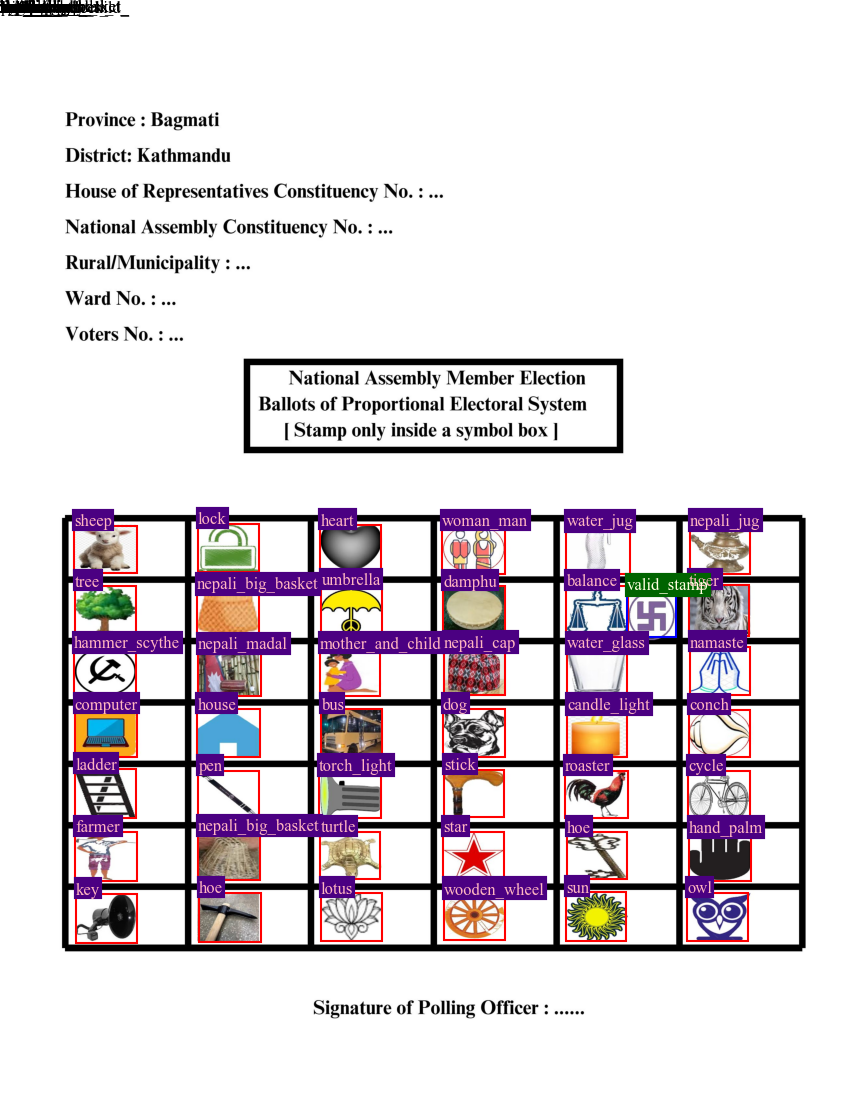 Province : Bagmati
District: Kathmandu
House of Representatives Constituency No. : ...
National Assembly Constituency No. : ...
Rural/Municipality : ...
Ward No. : ...
Voters No. : ...
National Assembly Member Election
Ballots of Proportional Electoral System
[ Stamp only inside a symbol box ]
sheep lock heart woman_man water_jug nepali_jug
tree nepali_big_basket umbrella damphu balance valid_stamp tiger
hammer_scythe nepali_madal mother_and_child nepali_cap water_glass namaste
computer house bus dog candle_light conch
ladder pen torch_light stick roaster cycle
farmer nepali_big_basket turtle star hoe hand_palm
key hoe lotus wooden_wheel sun owl
Signature of Polling Officer : ......